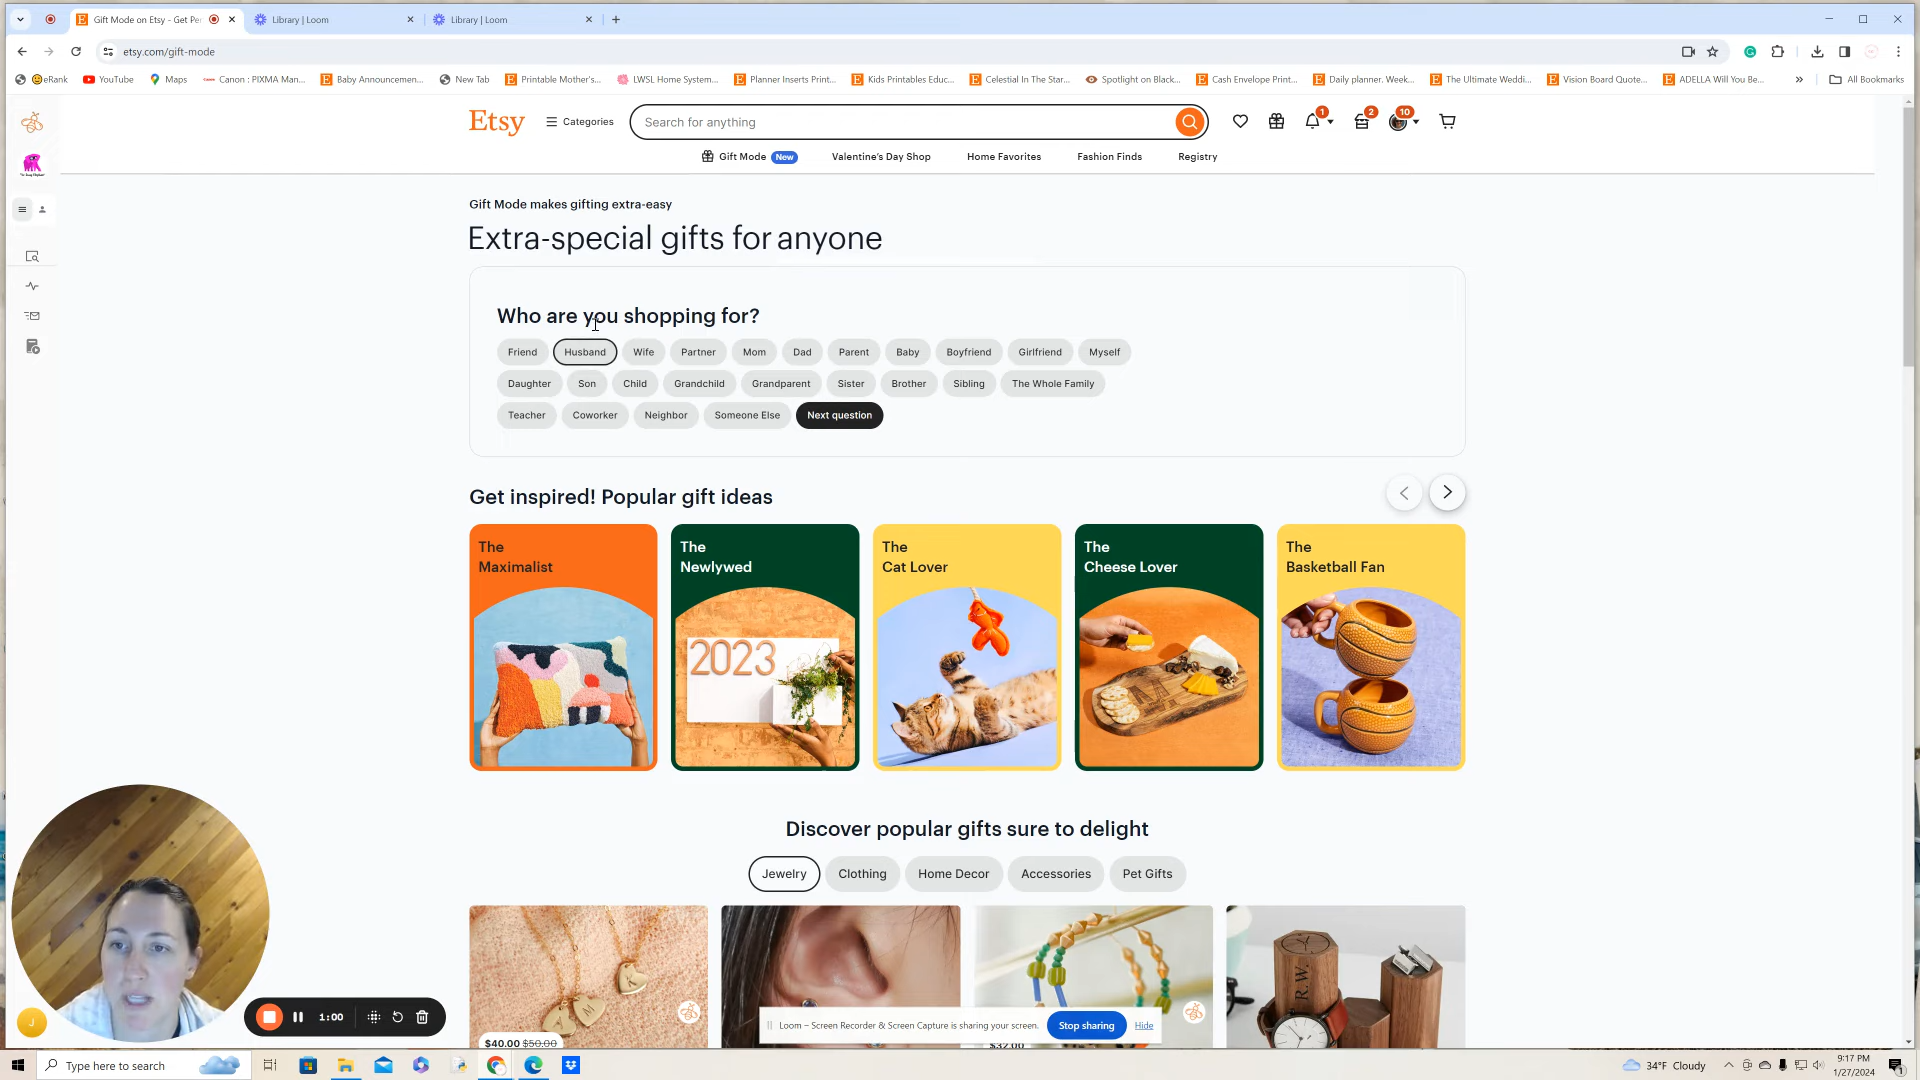 Gift Mode on Etsy - Get Pe
Library | Loom
Library | Loom
etsy.com/gift-mode
eRank
YouTube
Maps
Canon : PIXMA Man...
Baby Announcemen...
New Tab
Printable Mother's...
LWSL Home System...
Planner Inserts Print...
Kids Printables Educ...
Celestial In The Star...
Spotlight on Black...
Cash Envelope Print...
Daily planner. Week...
The Ultimate Weddi...
Vision Board Quote...
ADELLA Will You Be...
All Bookmarks
Etsy
Categories
Search for anything
1
2
10
Gift Mode New
Valentine's Day Shop
Home Favorites
Fashion Finds
Registry
Gift Mode makes gifting extra-easy
Extra-special gifts for anyone
Who are you shopping for?
Friend Husband Wife Partner Mom Dad Parent Baby Boyfriend Girlfriend Myself
Daughter Son Child Grandchild Grandparent Sister Brother Sibling The Whole Family
Teacher Coworker Neighbor Someone Else Next question
Get inspired! Popular gift ideas
The
Maximalist
The
Newlywed
2023
The
Cat Lover
The
Cheese Lover
The
Basketball Fan
Discover popular gifts sure to delight
Jewelry Clothing Home Decor Accessories Pet Gifts
M
K
R.W.
$40.00 $50.00
$32.00
J
1:00
Loom – Screen Recorder & Screen Capture is sharing your screen.
Stop sharing
Hide
Type here to search
34°F Cloudy
9:17 PM
1/27/2024
1